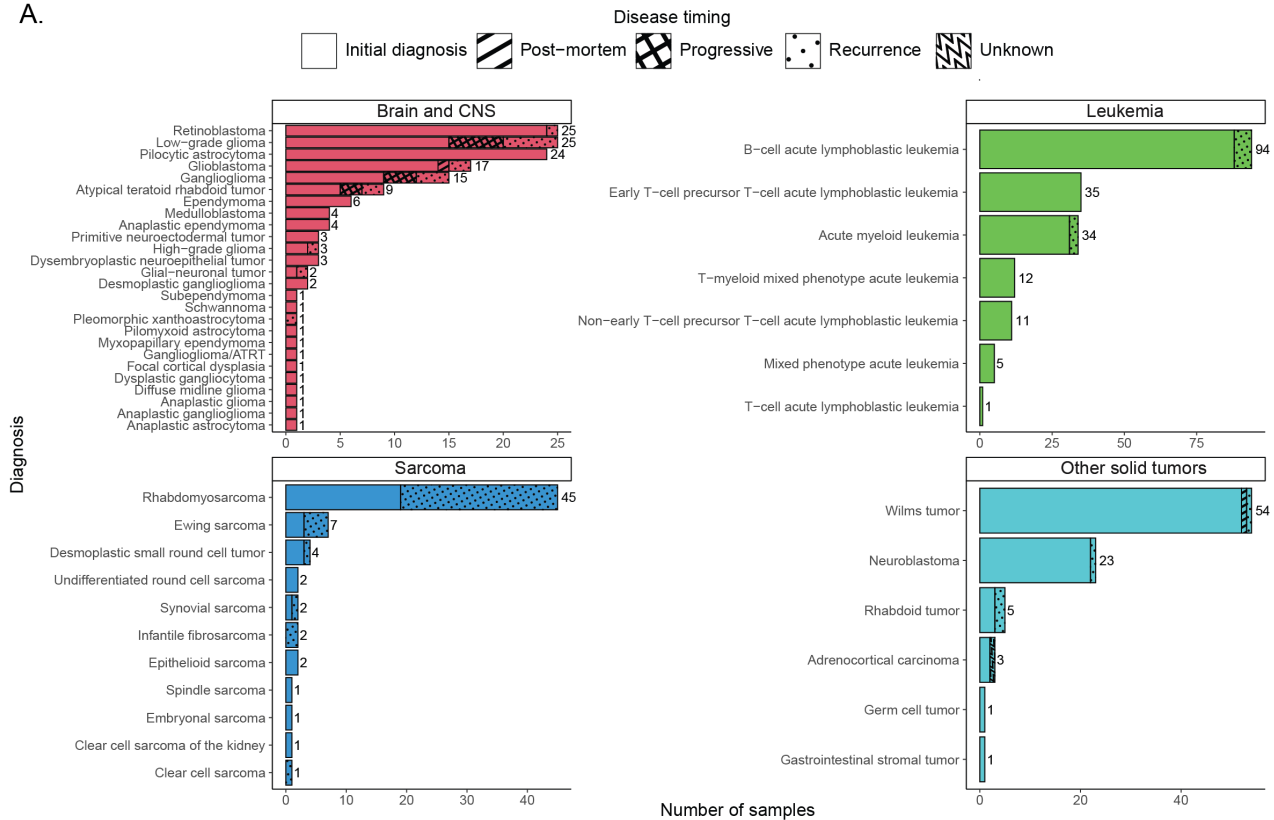 A.
Disease timing
Initial diagnosis Post−mortem Progressive Recurrence Unknown
Diagnosis
Brain and CNS
Retinoblastoma 25
Low−grade glioma 25
Pilocytic astrocytoma 24
Glioblastoma 17
Ganglioglioma 15
Atypical teratoid rhabdoid tumor 9
Ependymoma 6
Medulloblastoma 4
Anaplastic ependymoma 4
Primitive neuroectodermal tumor 3
High−grade glioma 3
Dysembryoplastic neuroepithelial tumor 3
Glial−neuronal tumor 2
Desmoplastic ganglioglioma 2
Subependymoma 1
Schwannoma 1
Pleomorphic xanthoastrocytoma 1
Pilomyxoid astrocytoma 1
Myxopapillary ependymoma 1
Ganglioglioma/ATRT 1
Focal cortical dysplasia 1
Dysplastic gangliocytoma 1
Diffuse midline glioma 1
Anaplastic glioma 1
Anaplastic ganglioglioma 1
Anaplastic astrocytoma 1
0 5 10 15 20 25
Leukemia
B−cell acute lymphoblastic leukemia 94
Early T−cell precursor T−cell acute lymphoblastic leukemia 35
Acute myeloid leukemia 34
T−myeloid mixed phenotype acute leukemia 12
Non−early T−cell precursor T−cell acute lymphoblastic leukemia 11
Mixed phenotype acute leukemia 5
T−cell acute lymphoblastic leukemia 1
0 25 50 75
Sarcoma
Rhabdomyosarcoma 45
Ewing sarcoma 7
Desmoplastic small round cell tumor 4
Undifferentiated round cell sarcoma 2
Synovial sarcoma 2
Infantile fibrosarcoma 2
Epithelioid sarcoma 2
Spindle sarcoma 1
Embryonal sarcoma 1
Clear cell sarcoma of the kidney 1
Clear cell sarcoma 1
0 10 20 30 40
Other solid tumors
Wilms tumor 54
Neuroblastoma 23
Rhabdoid tumor 5
Adrenocortical carcinoma 3
Germ cell tumor 1
Gastrointestinal stromal tumor 1
0 20 40
Number of samples